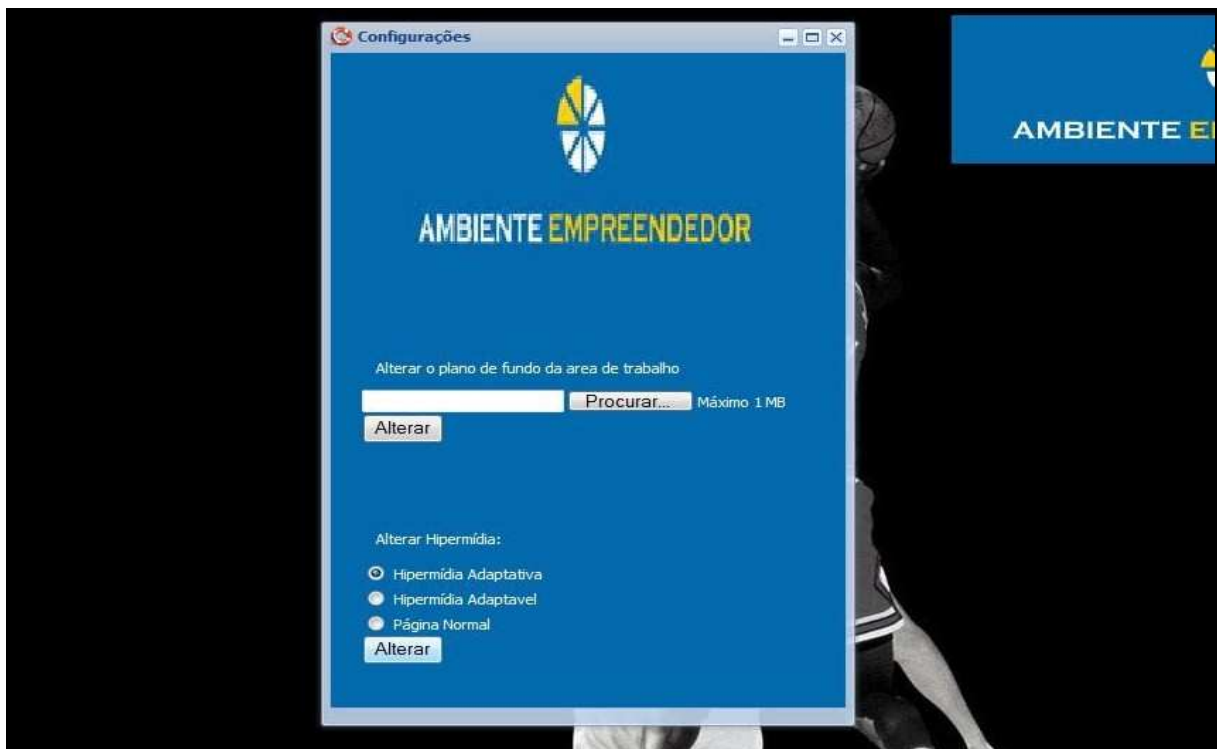 Configurações
AMBIENTE EMPREENDEDOR
Alterar o plano de fundo da area de trabalho
Procurar... Máximo 1 MB
Alterar
Alterar Hipermídia:
Hipermídia Adaptativa
Hipermídia Adaptavel
Página Normal
Alterar
AMBIENTE E